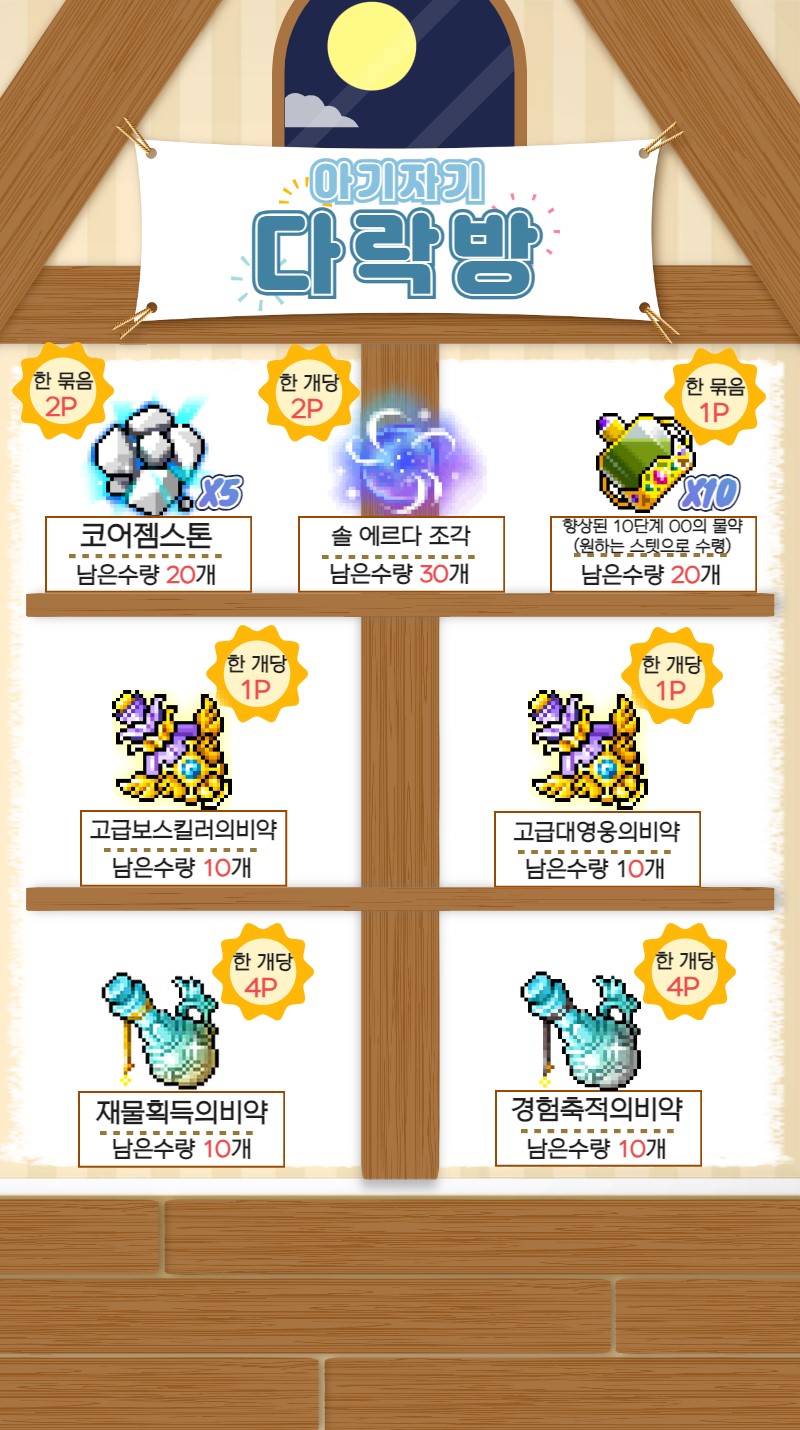 아기자기
다락방
한 묶음
2P
X5
코어젬스톤
남은수량 20개
한 개당
2P
솔 에르다 조각
남은수량 30개
한 묶음
1P
X10
향상된 10단계 00의 물약
(원하는 스텟으로 수령)
남은수량 20개
한 개당
1P
고급보스킬러의비약
남은수량 10개
한 개당
1P
고급대영웅의비약
남은수량 10개
한 개당
4P
재물획득의비약
남은수량 10개
한 개당
4P
경험축적의비약
남은수량 10개